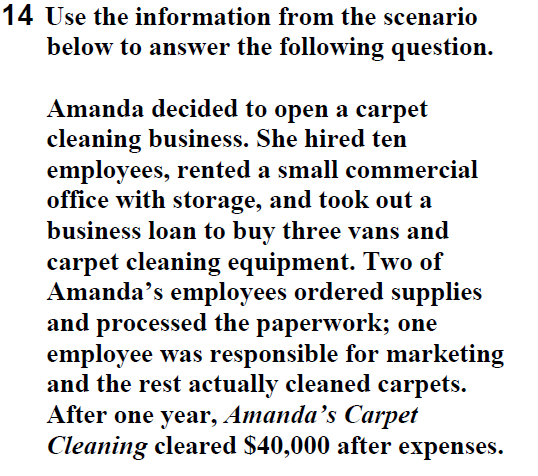 14 Use the information from the scenario
below to answer the following question.
Amanda decided to open a carpet
cleaning business. She hired ten
employees, rented a small commercial
office with storage, and took out a
business loan to buy three vans and
carpet cleaning equipment. Two of
Amanda’s employees ordered supplies
and processed the paperwork; one
employee was responsible for marketing
and the rest actually cleaned carpets.
After one year, Amanda’s Carpet
Cleaning cleared $40,000 after expenses.